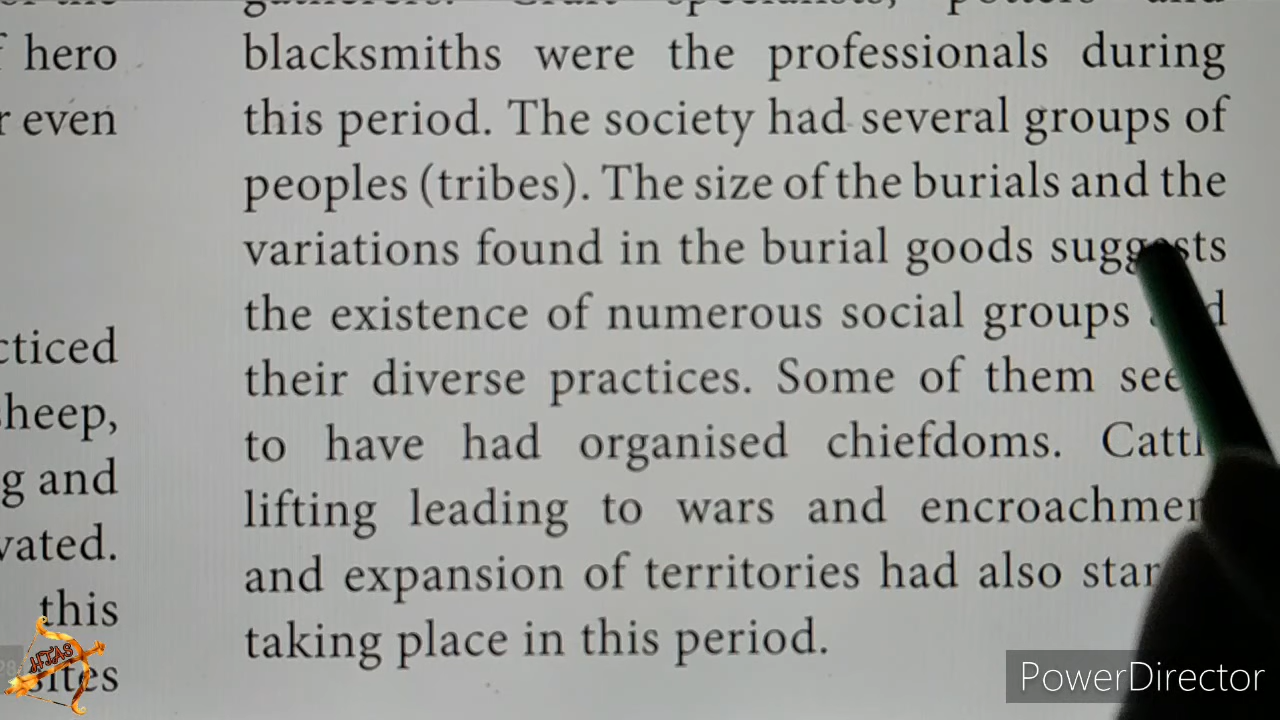 hero
even
cticed
sheep,
g and
vated.
this
sites
blacksmiths were the professionals during
this period. The society had several groups of
peoples (tribes). The size of the burials and the
variations found in the burial goods suggests
the existence of numerous social groups
their diverse practices. Some of them
to have had organised chiefdoms.
lifting leading to wars and
and expansion of territories had also
taking place in this period.
HTAS
PowerDirector